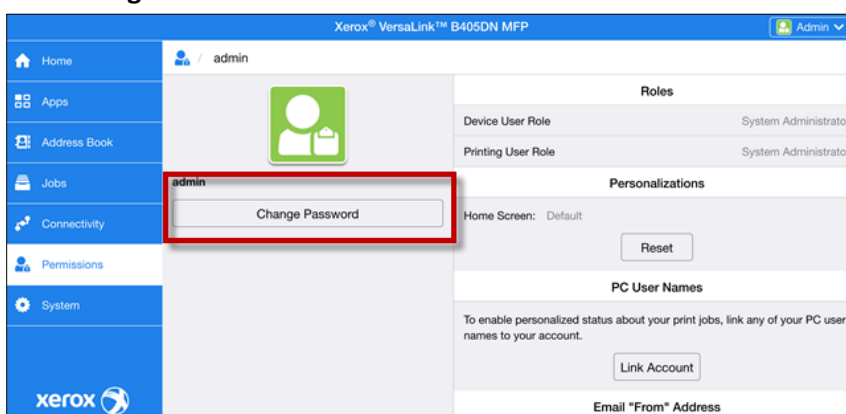 Xerox® VersaLink™ B405DN MFP
Admin
Home
Apps
Address Book
Jobs
Connectivity
Permissions
System
xerox
/ admin
admin
Change Password
Roles
Device User Role System Administrato
Printing User Role System Administrato
Personalizations
Home Screen: Default
Reset
PC User Names
To enable personalized status about your print jobs, link any of your PC user
names to your account.
Link Account
Email "From" Address